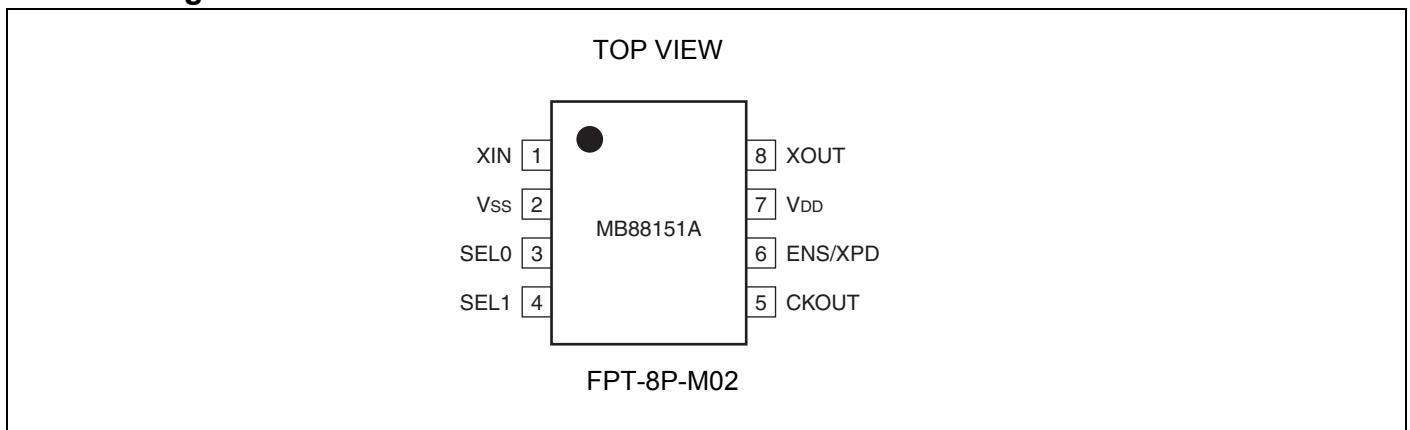 TOP VIEW
XIN 1 8 XOUT
Vss 2 7 VDD
MB88151A
SEL0 3 6 ENS/XPD
SEL1 4 5 CKOUT
FPT-8P-M02